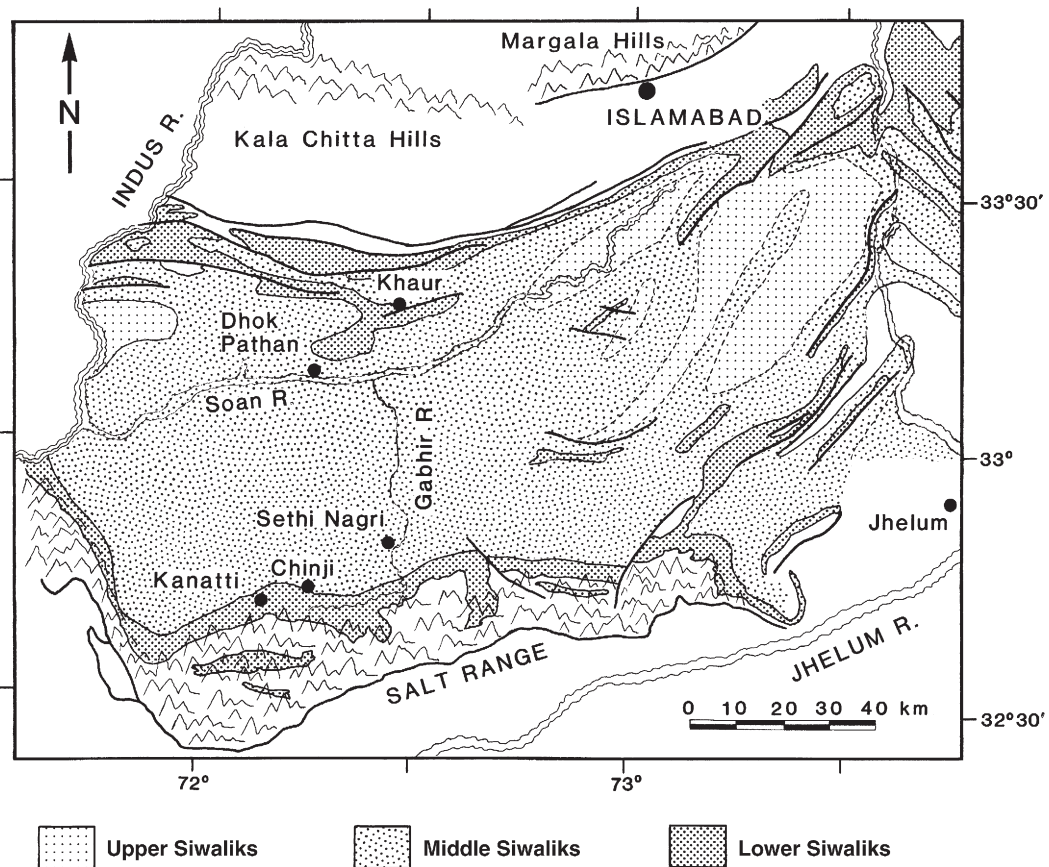 Margala Hills
N
ISLAMABAD
INDUS R.
Kala Chitta Hills
33°30′
Khaur
Dhok
Pathan
Soan R
Gabhir R
33°
Sethi Nagri
Jhelum
Chinji
Kanatti
SALT RANGE
JHELUM R.
0 10 20 30 40 km
32°30′
72° 73°
Upper Siwaliks Middle Siwaliks Lower Siwaliks